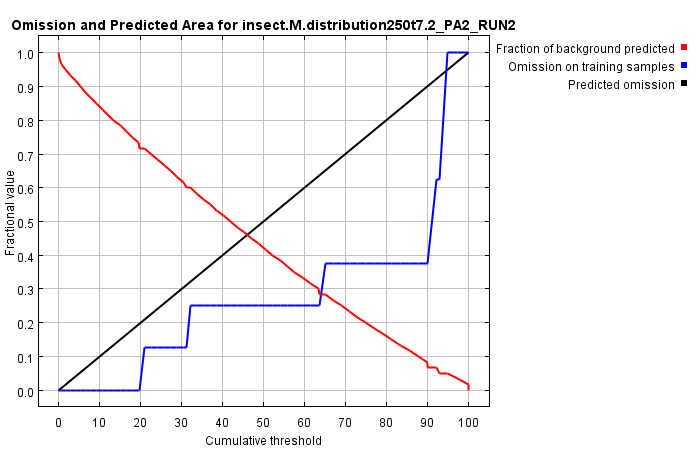 Omission and Predicted Area for insect.M.distribution250t7.2_PA2_RUN2
Fraction of background predicted
Omission on training samples
Predicted omission
Fractional value
1.0
0.9
0.8
0.7
0.6
0.5
0.4
0.3
0.2
0.1
0.0
0 10 20 30 40 50 60 70 80 90 100
Cumulative threshold